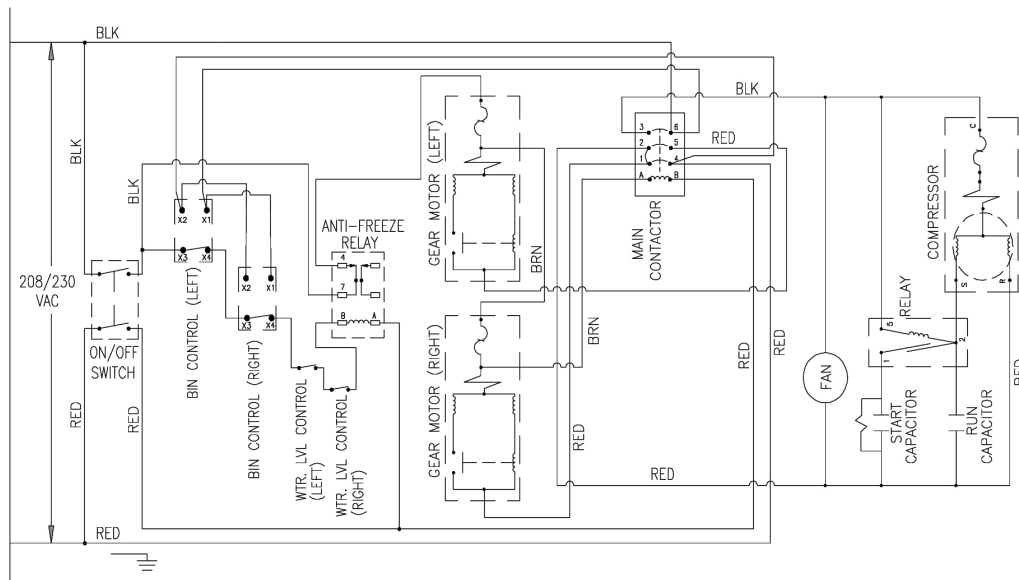 BLK
BLK
BLK
208/230
VAC
ON/OFF
SWITCH
RED
RED
RED
X2 X1
X3 X4
BIN CONTROL (LEFT)
X2 X1
X3 X4
BIN CONTROL (RIGHT)
WTR. LVL CONTROL
(LEFT)
WTR. LVL CONTROL
(RIGHT)
ANTI-FREEZE
RELAY
4
7
B A
GEAR MOTOR (LEFT)
GEAR MOTOR (RIGHT)
BRN
BRN
RED
3 6
2 5
1 4
A B
MAIN
CONTACTOR
RED
BLK
RED
RED
RED
FAN
COMPRESSOR
C
S R
RELAY
5
1
2
START
CAPACITOR
RUN
CAPACITOR
RED